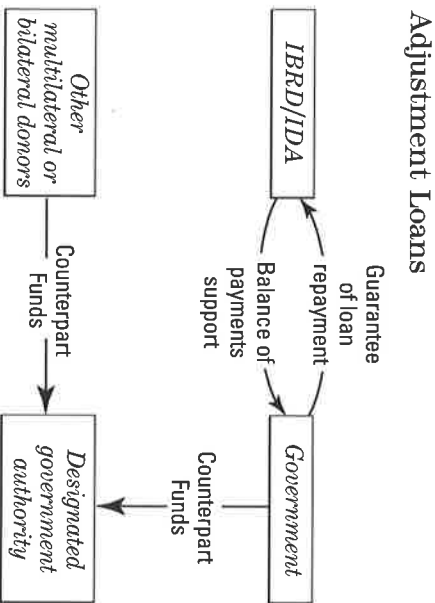 Adjustment Loans
IBRD/IDA
Guarantee
of loan
repayment
Balance of
payments
support
Government
Other
multilateral or
bilateral donors
Counterpart
Funds
Counterpart
Funds
Designated
government
authority